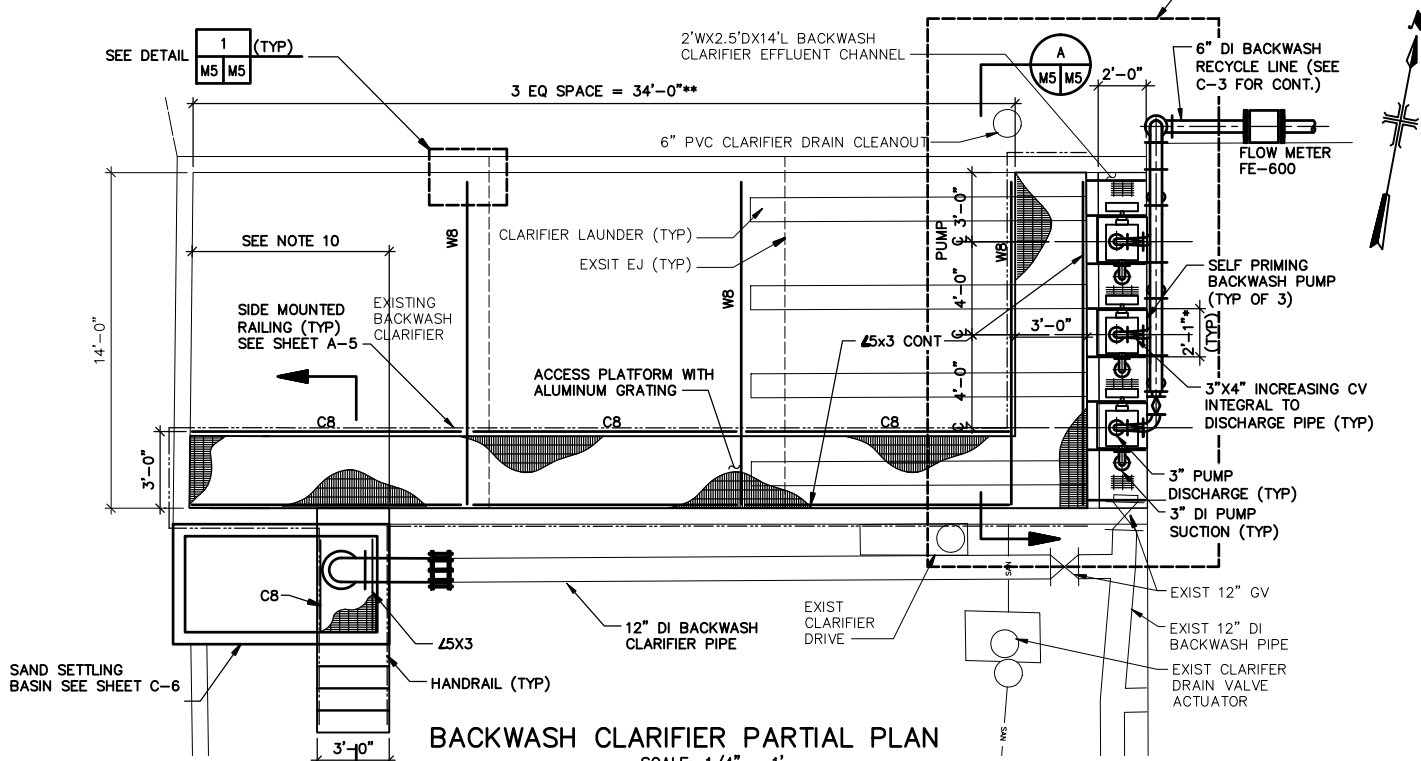 SEE DETAIL
1
(TYP)
M5 M5
3 EQ SPACE = 34'-0"**
2'WX2.5'DX14'L BACKWASH
CLARIFIER EFFLUENT CHANNEL
A
M5 M5
2'-0"
6" DI BACKWASH
RECYCLE LINE (SEE
C-3 FOR CONT.)
6" PVC CLARIFIER DRAIN CLEANOUT
FLOW METER
FE-600
SEE NOTE 10
W8
CLARIFIER LAUNDER (TYP)
EXSIT EJ (TYP)
W8
PUMP
W8
3'-0"
4'-0"
4'-0"
SELF PRIMING
BACKWASH PUMP
(TYP OF 3)
14'-0"
SIDE MOUNTED
RAILING (TYP)
SEE SHEET A-5
EXISTING
BACKWASH
CLARIFIER
3'-0"
2'-1"*
(TYP)
∠5x3 CONT
ACCESS PLATFORM WITH
ALUMINUM GRATING
3"X4" INCREASING CV
INTEGRAL TO
DISCHARGE PIPE (TYP)
C8
C8
C8
3'-0"
3" PUMP
DISCHARGE (TYP)
3" DI PUMP
SUCTION (TYP)
C8
∠5X3
12" DI BACKWASH
CLARIFIER PIPE
EXIST
CLARIFIER
DRIVE
SAN
EXIST 12" GV
EXIST 12" DI
BACKWASH PIPE
EXIST CLARIFER
DRAIN VALVE
ACTUATOR
SAND SETTLING
BASIN SEE SHEET C-6
HANDRAIL (TYP)
SAN
3'-0"
BACKWASH CLARIFIER PARTIAL PLAN